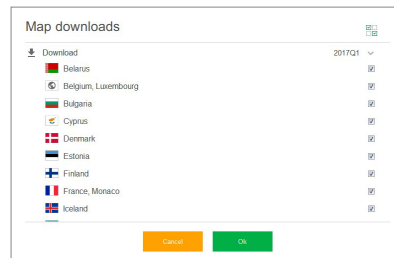 Map downloads
Download 2017Q1
Belarus
Belgium, Luxembourg
Bulgaria
Cyprus
Denmark
Estonia
Finland
France, Monaco
Iceland
Cancel Ok